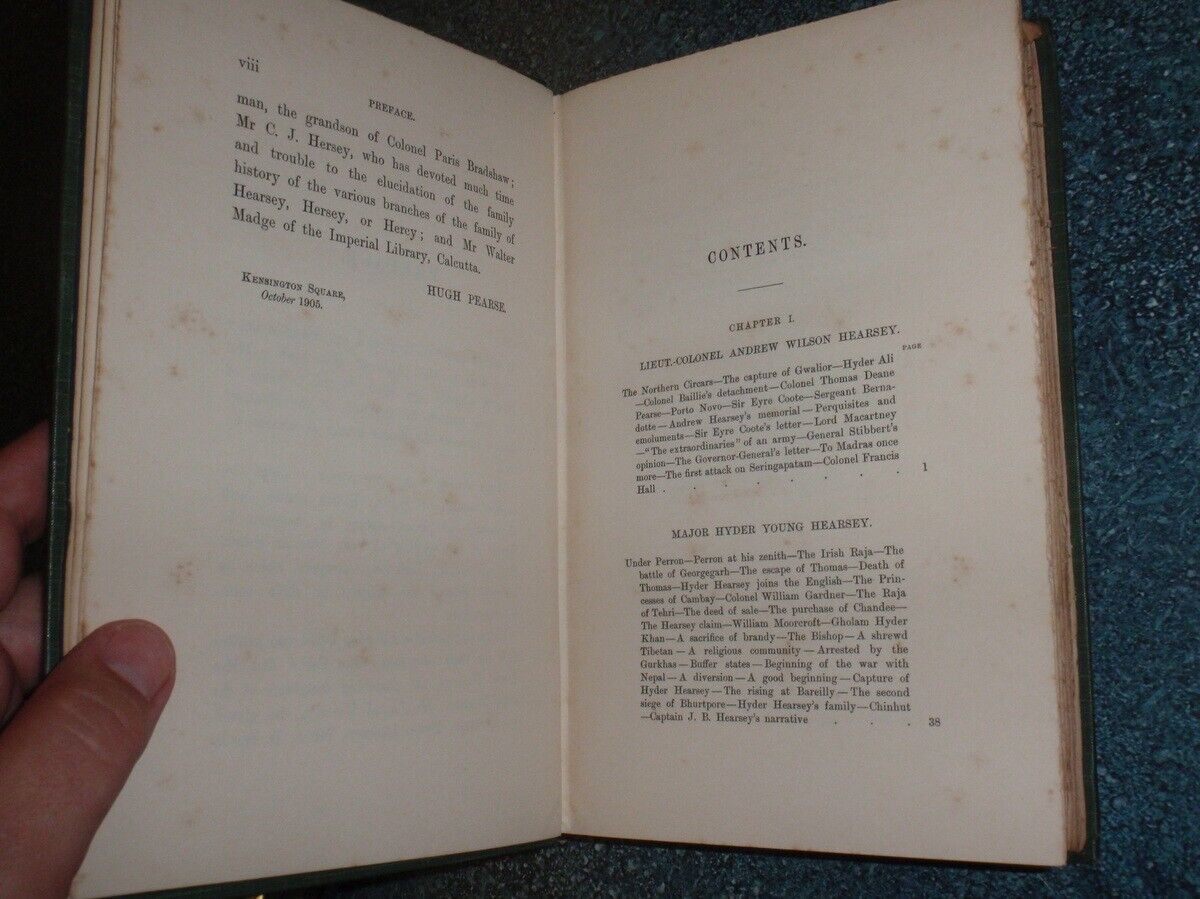 viii
PREFACE.
man, the grandson of Colonel Paris Bradshaw;
Mr C. J. Hersey, who has devoted much time
and trouble to the elucidation of the family
history of the various branches of the family of
Hearsey, Hersey, or Hercy; and Mr Walter
Madge of the Imperial Library, Calcutta.
HUGH PEARSE.
KENSINGTON SQUARE,
October 1905.
CONTENTS.
CHAPTER I.
LIEUT.-COLONEL ANDREW WILSON HEARSEY.
PAGE
The Northern Circars—The capture of Gwalior—Hyder Ali
—Colonel Baillie's detachment—Colonel Thomas Deane
Pearse—Porto Novo—Sir Eyre Coote—Sergeant Berna-
dotte—Andrew Hearsey's memorial—Perquisites and
emoluments—Sir Eyre Coote's letter—Lord Macartney
—"The extraordinaries" of an army—General Stibbert's
opinion—The Governor-General's letter—To Madras once
more—The first attack on Seringapatam—Colonel Francis
Hall . . . . . . . . 1
MAJOR HYDER YOUNG HEARSEY.
Under Perron—Perron at his zenith—The Irish Raja—The
battle of Georgegarh—The escape of Thomas—Death of
Thomas—Hyder Hearsey joins the English—The Prin-
cesses of Cambay—Colonel William Gardner—The Raja
of Tehri—The deed of sale—The purchase of Chandee—
The Hearsey claim—William Moorcroft—Gholam Hyder
Khan—A sacrifice of brandy—The Bishop—A shrewd
Tibetan—A religious community—Arrested by the
Gurkhas—Buffer states—Beginning of the war with
Nepal—A diversion—A good beginning—Capture of
Hyder Hearsey—The rising at Bareilly—The second
siege of Bhurtpore—Hyder Hearsey's family—Chinhut
—Captain J. B. Hearsey's narrative . . . 38